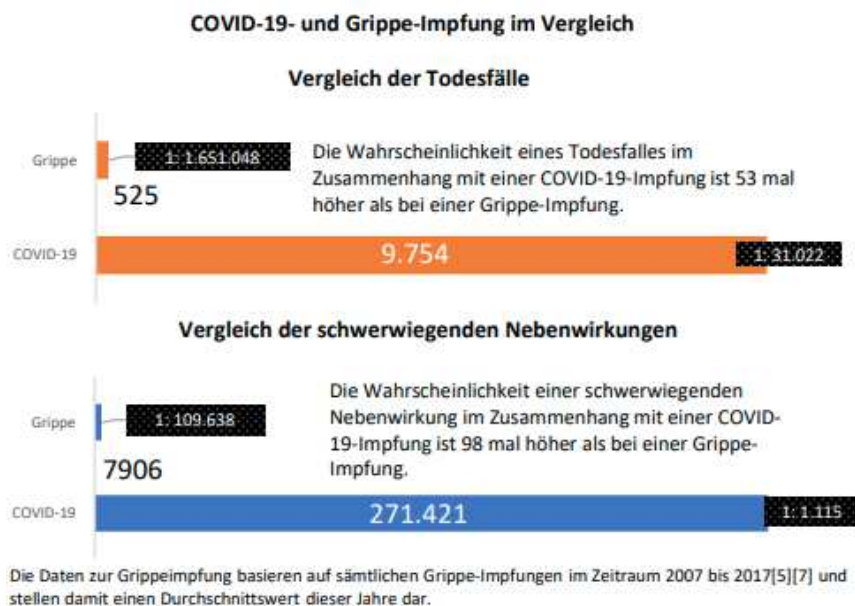 COVID-19- und Grippe-Impfung im Vergleich
Vergleich der Todesfälle
Grippe
1: 1.651.048
525
Die Wahrscheinlichkeit eines Todesfalles im
Zusammenhang mit einer COVID-19-Impfung ist 53 mal
höher als bei einer Grippe-Impfung.
COVID-19
9.754
1: 31.022
Vergleich der schwerwiegenden Nebenwirkungen
Grippe
1: 109.638
7906
Die Wahrscheinlichkeit einer schwerwiegenden
Nebenwirkung im Zusammenhang mit einer COVID-
19-Impfung ist 98 mal höher als bei einer Grippe-
Impfung.
COVID-19
271.421
1: 1.115
Die Daten zur Grippeimpfung basieren auf sämtlichen Grippe-Impfungen im Zeitraum 2007 bis 2017[5][7] und
stellen damit einen Durchschnittswert dieser Jahre dar.